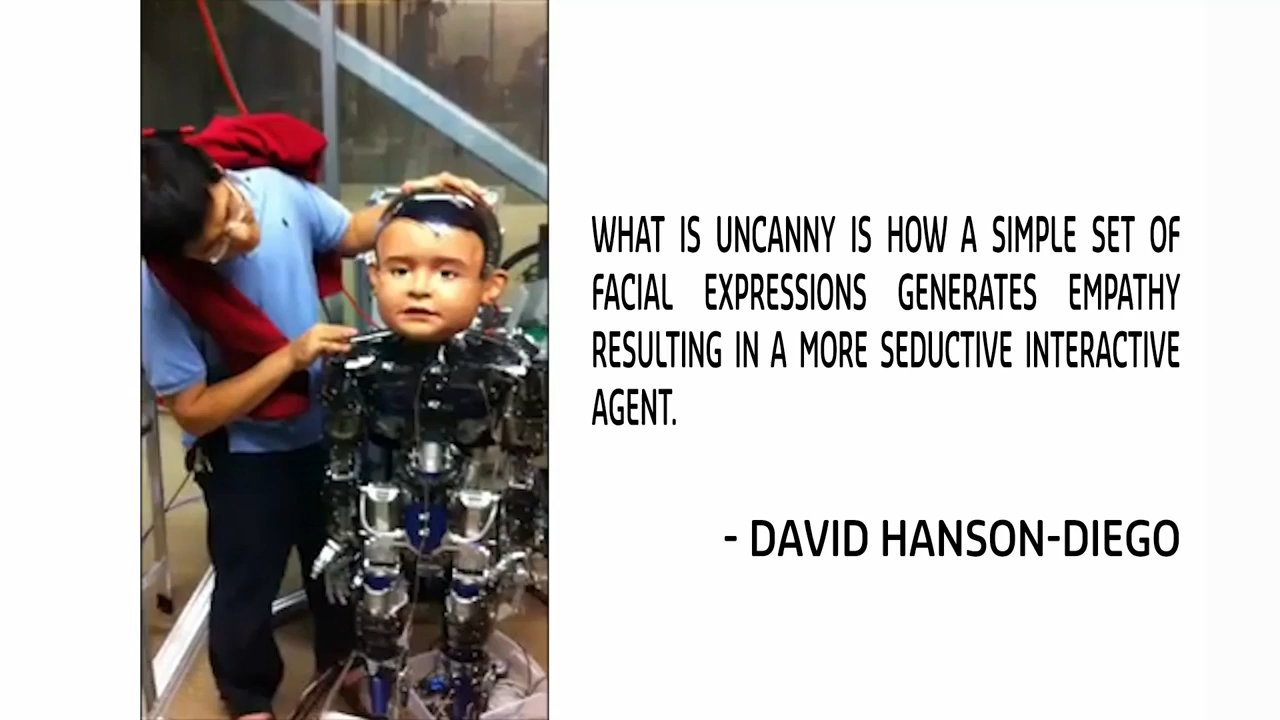 WHAT IS UNCANNY IS HOW A SIMPLE SET OF
FACIAL EXPRESSIONS GENERATES EMPATHY
RESULTING IN A MORE SEDUCTIVE INTERACTIVE
AGENT.
- DAVID HANSON-DIEGO